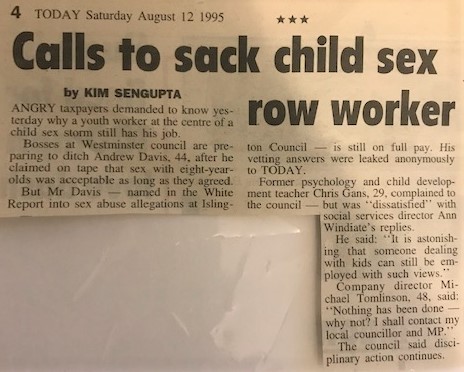 4 TODAY Saturday August 12 1995 ★★★
Calls to sack child sex
row worker
by KIM SENGUPTA
ANGRY taxpayers demanded to know yes-
terday why a youth worker at the centre of a
child sex storm still has his job.
Bosses at Westminster council are pre-
paring to ditch Andrew Davis, 44, after he
claimed on tape that sex with eight-year-
olds was acceptable as long as they agreed.
But Mr Davis — named in the White
Report into sex abuse allegations at Isling-
ton Council — is still on full pay. His
vetting answers were leaked anonymously
to TODAY.
Former psychology and child develop-
ment teacher Chris Gans, 29, complained to
the council — but was "dissatisfied" with
social services director Ann
Windiate's replies.
He said: "It is astonish-
ing that someone dealing
with kids can still be em-
ployed with such views."
Company director Mi-
chael Tomlinson, 48, said:
"Nothing has been done —
why not? I shall contact my
local councillor and MP."
The council said disci-
plinary action continues.